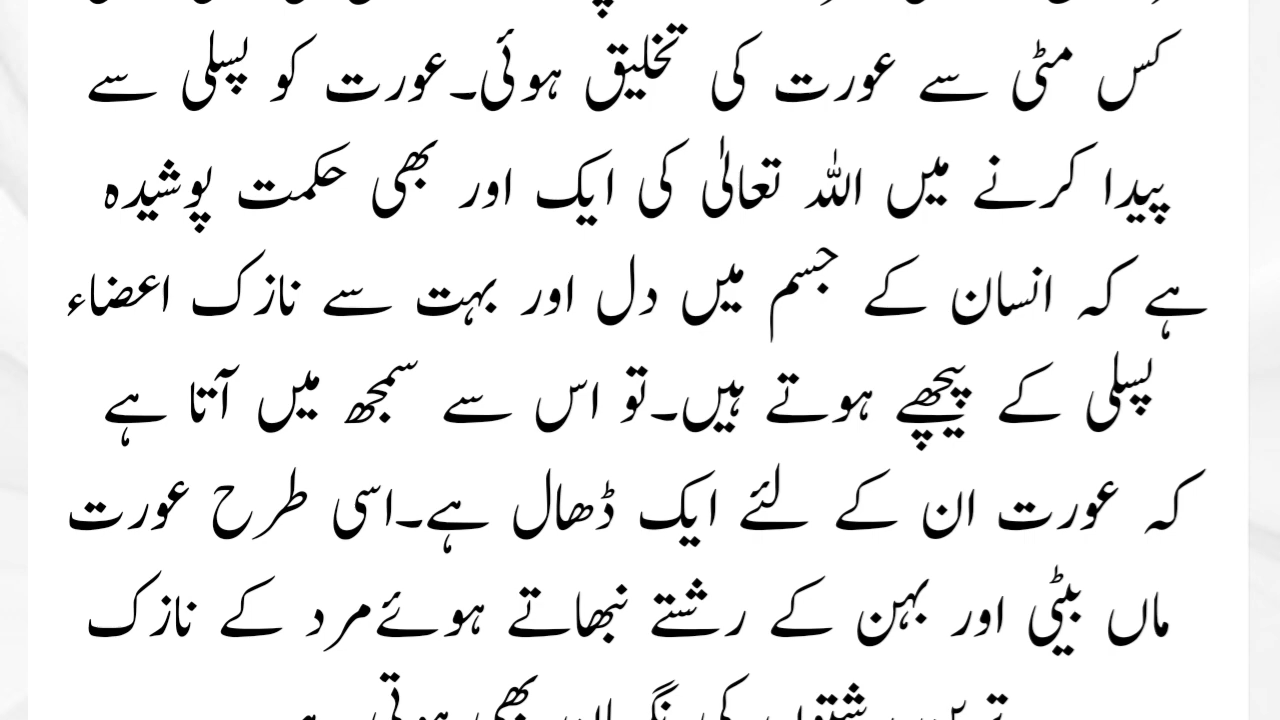 کس مٹی سے عورت کی تخلیق ہوئی۔عورت کو پسلی سے
پیدا کرنے میں اللہ تعالٰی کی ایک اور بھی حکمت پوشیدہ
ہے کہ انسان کے جسم میں دل اور بہت سے نازک اعضاء
پسلی کے پیچھے ہوتے ہیں۔تو اس سے سمجھ میں آتا ہے
کہ عورت ان کے لئے ایک ڈھال ہے۔اسی طرح عورت
ماں بیٹی اور بہن کے رشتے نبھاتے ہوئےمرد کے نازک